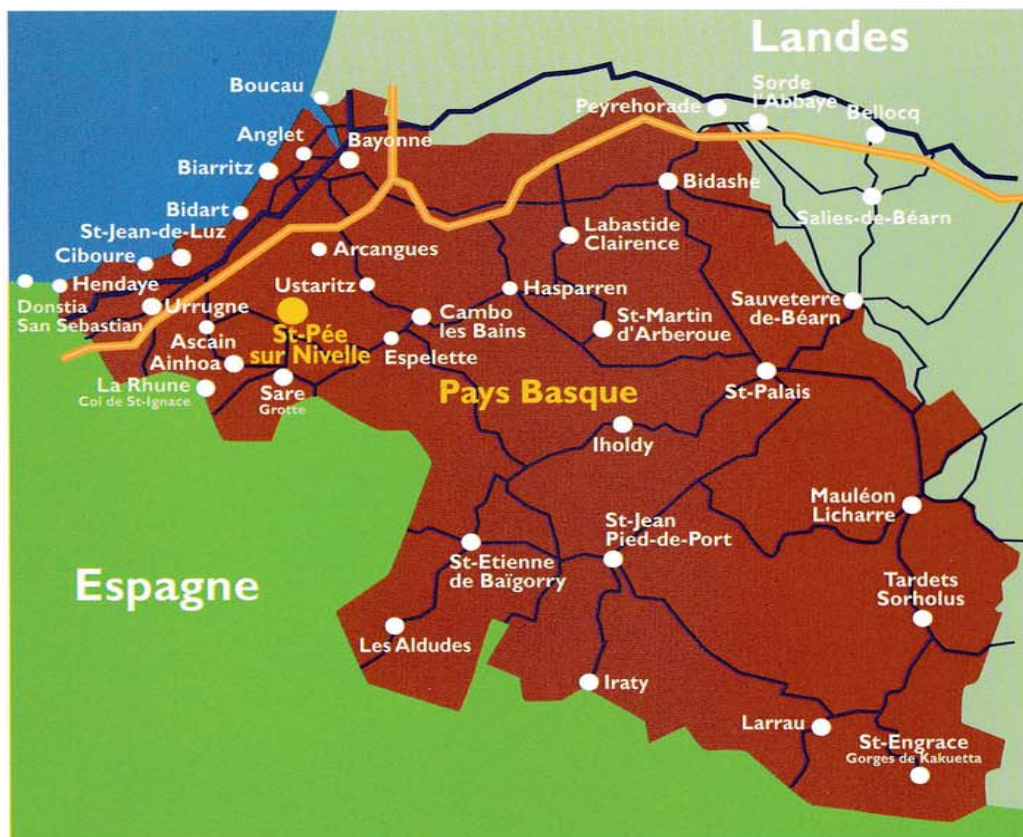 Landes
Boucau
Sorde
l'Abbaye
Peyrehorade
Bellocq
Anglet
Bayonne
Biarritz
Bidashe
Bidart
Salies-de-Béarn
St-Jean-de-Luz
Labastide
Clairence
Arcangues
Ciboure
Hendaye
Ustaritz
Hasparren
Donstia
San Sebastian
Urrugne
Cambo
les Bains
St-Martin
d'Arberoue
Sauveterre
de-Béarn
St-Pée
sur Nivelle
Ascain
Ainhoa
Espelette
La Rhune
Col de St-Ignace
Sare
Grotte
Pays Basque
St-Palais
Iholdy
Mauléon
Licharre
St-Jean
Pied-de-Port
St-Etienne
de Baïgorry
Espagne
Tardets
Sorholus
Les Aldudes
Iraty
Larrau
St-Engrace
Gorges de Kakuetta